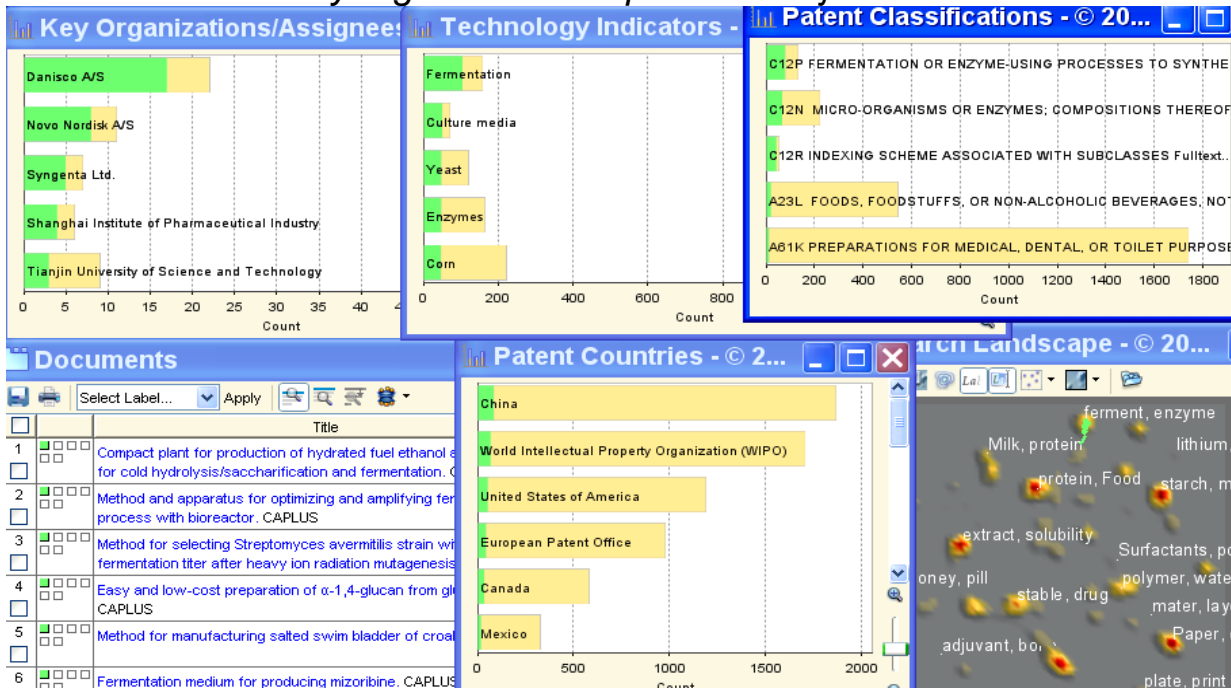 Key Organizations/Assignees
Danisco A/S
Novo Nordisk A/S
Syngenta Ltd.
Shanghai Institute of Pharmaceutical Industry
Tianjin University of Science and Technology
0 5 10 15 20 25 30 35 40
Count
Technology Indicators -
Fermentation
Culture media
Yeast
Enzymes
Corn
0 200 400 600 800
Count
Patent Classifications - © 20...
C12P FERMENTATION OR ENZYME-USING PROCESSES TO SYNTHE
C12N MICRO-ORGANISMS OR ENZYMES; COMPOSITIONS THEREOF
C12R INDEXING SCHEME ASSOCIATED WITH SUBCLASSES Fulltext...
A23L FOODS, FOODSTUFFS, OR NON-ALCOHOLIC BEVERAGES, NOT
A61K PREPARATIONS FOR MEDICAL, DENTAL, OR TOILET PURPOSE
0 200 400 600 800 1000 1200 1400 1600 1800
Count
Documents
Select Label... Apply
Title
1 Compact plant for production of hydrated fuel ethanol
for cold hydrolysis/saccharification and fermentation.
2 Method and apparatus for optimizing and amplifying fer
process with bioreactor. CAPLUS
3 Method for selecting Streptomyces avermitilis strain wi
fermentation titer after heavy ion radiation mutagenesis
4 Easy and low-cost preparation of α-1,4-glucan from gl
CAPLUS
5 Method for manufacturing salted swim bladder of croa
6 Fermentation medium for producing mizoribine. CAPLUS
Patent Countries - © 2...
China
World Intellectual Property Organization (WIPO)
United States of America
European Patent Office
Canada
Mexico
0 500 1000 1500 2000
Count
arch Landscape - © 20...
ferment, enzyme
Milk, protein
lithium,
protein, Food
starch, m
extract, solubility
Surfactants, po
oney, pill
polymer, wate
stable, drug
mater, lay
Paper,
adjuvant, bo
plate, print